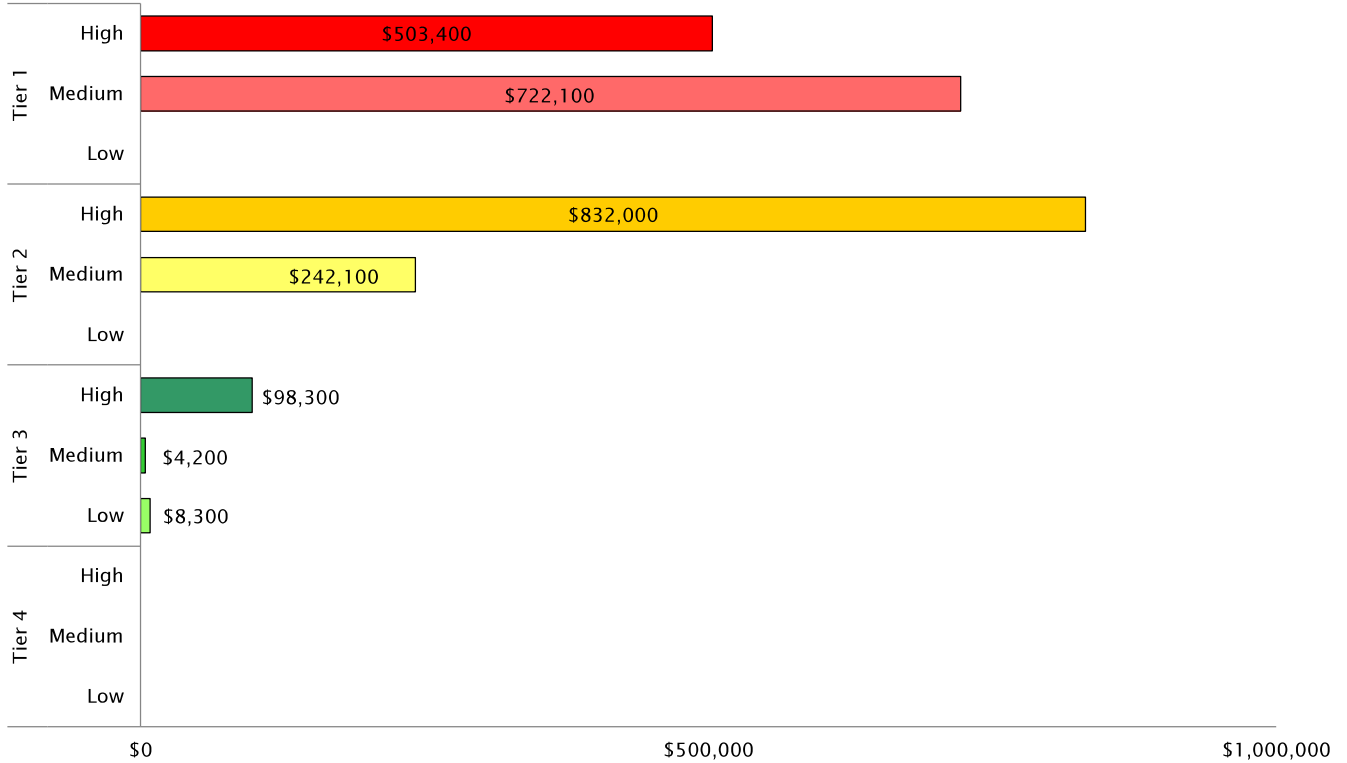 Tier 1
High
$503,400
Medium
$722,100
Low
Tier 2
High
$832,000
Medium
$242,100
Low
Tier 3
High
$98,300
Medium
$4,200
Low
$8,300
Tier 4
High
Medium
Low
$0
$500,000
$1,000,000